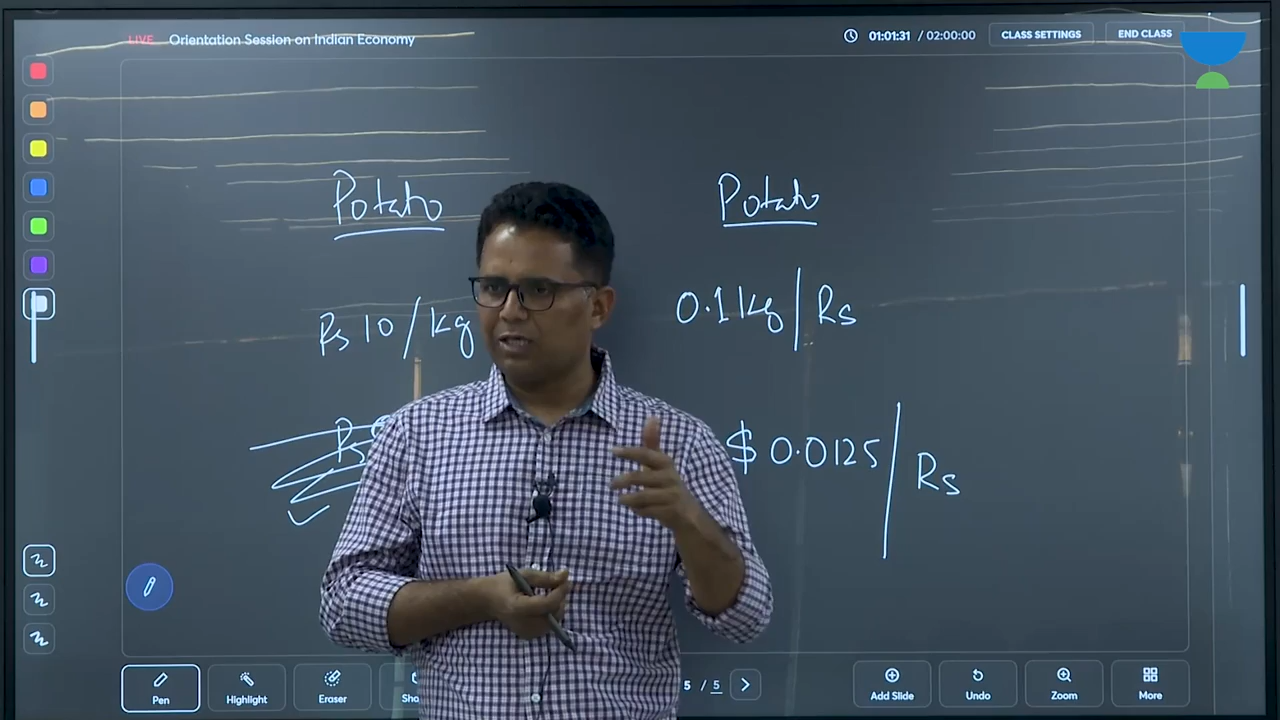 LIVE Orientation Session on Indian Economy
01:01:31 / 02:00:00
CLASS SETTINGS
END CLASS
Potato
Potato
Rs 10 / kg
0.1 kg / Rs
Rs
$ 0.0125 / Rs
Pen
Highlight
Eraser
5 / 5
Add Slide
Undo
Zoom
More